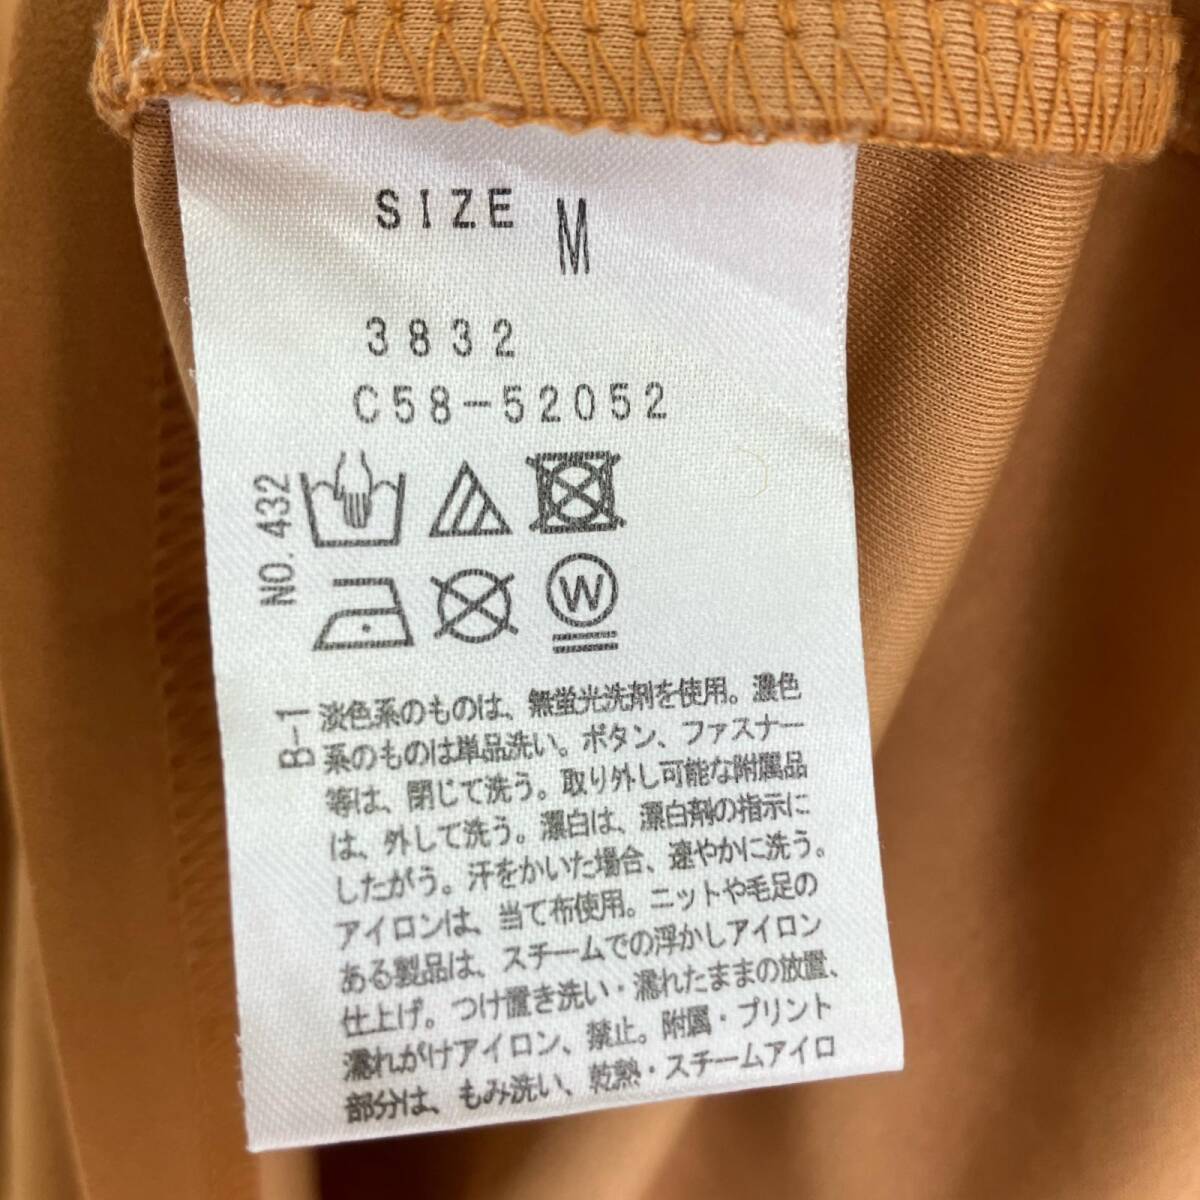 SIZE M
3832
C58-52052
NO. 432
W
B-1
淡色系のものは、無蛍光洗剤を使用。濃色
系のものは単品洗い。ボタン、ファスナー
等は、閉じて洗う。取り外し可能な附属品
は、外して洗う。漂白は、漂白剤の指示に
したがう。汗をかいた場合、速やかに洗う。
アイロンは、当て布使用。ニットや毛足の
ある製品は、スチームでの浮かしアイロン
仕上げ。つけ置き洗い・濡れたままの放置、
濡れがけアイロン、禁止。附属・プリント
部分は、もみ洗い、乾熱・スチームアイロ